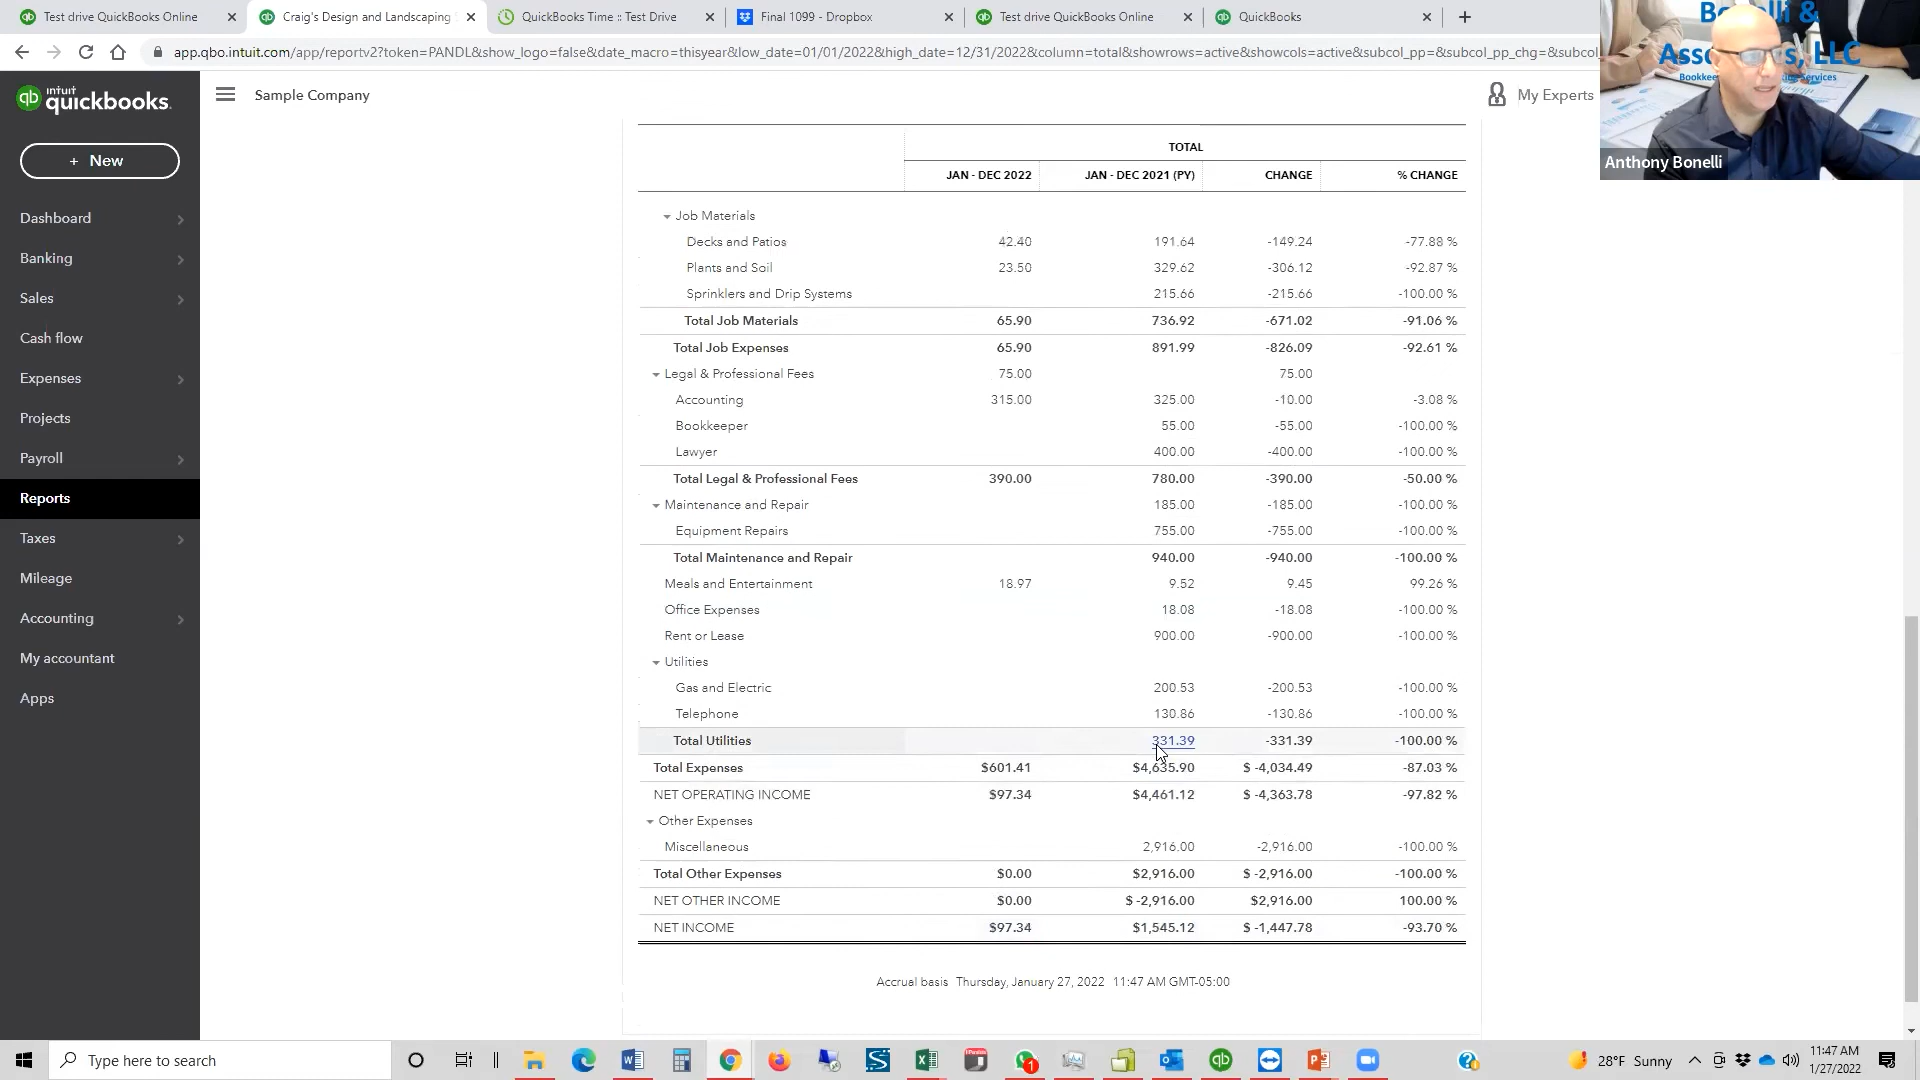 Test drive QuickBooks Online
Craig's Design and Landscaping
QuickBooks Time :: Test Drive
Final 1099 - Dropbox
Test drive QuickBooks Online
QuickBooks
app.qbo.intuit.com/app/reportv2?token=PANDL&show_logo=false&date_macro=thisyear&low_date=01/01/2022&high_date=12/31/2022&column=total&showrows=active&showcols=active&subcol_pp=&subcol_pp_chg=&subcol
Services
Anthony Bonelli
qb intuit quickbooks.
Sample Company
My Experts
+ New
Dashboard
Banking
Sales
Cash flow
Expenses
Projects
Payroll
Reports
Taxes
Mileage
Accounting
My accountant
Apps
TOTAL
JAN - DEC 2022 JAN - DEC 2021 (PY) CHANGE % CHANGE
Job Materials
Decks and Patios 42.40 191.64 -149.24 -77.88 %
Plants and Soil 23.50 329.62 -306.12 -92.87 %
Sprinklers and Drip Systems 215.66 -215.66 -100.00 %
Total Job Materials 65.90 736.92 -671.02 -91.06 %
Total Job Expenses 65.90 891.99 -826.09 -92.61 %
Legal & Professional Fees 75.00 75.00
Accounting 315.00 325.00 -10.00 -3.08 %
Bookkeeper 55.00 -55.00 -100.00 %
Lawyer 400.00 -400.00 -100.00 %
Total Legal & Professional Fees 390.00 780.00 -390.00 -50.00 %
Maintenance and Repair 185.00 -185.00 -100.00 %
Equipment Repairs 755.00 -755.00 -100.00 %
Total Maintenance and Repair 940.00 -940.00 -100.00 %
Meals and Entertainment 18.97 9.52 9.45 99.26 %
Office Expenses 18.08 -18.08 -100.00 %
Rent or Lease 900.00 -900.00 -100.00 %
Utilities
Gas and Electric 200.53 -200.53 -100.00 %
Telephone 130.86 -130.86 -100.00 %
Total Utilities 331.39 -331.39 -100.00 %
Total Expenses $601.41 $4,635.90 $ -4,034.49 -87.03 %
NET OPERATING INCOME $97.34 $4,461.12 $ -4,363.78 -97.82 %
Other Expenses
Miscellaneous 2,916.00 -2,916.00 -100.00 %
Total Other Expenses $0.00 $2,916.00 $ -2,916.00 -100.00 %
NET OTHER INCOME $0.00 $ -2,916.00 $2,916.00 100.00 %
NET INCOME $97.34 $1,545.12 $ -1,447.78 -93.70 %
Accrual basis Thursday, January 27, 2022 11:47 AM GMT-05:00
Type here to search
28°F Sunny
11:47 AM
1/27/2022